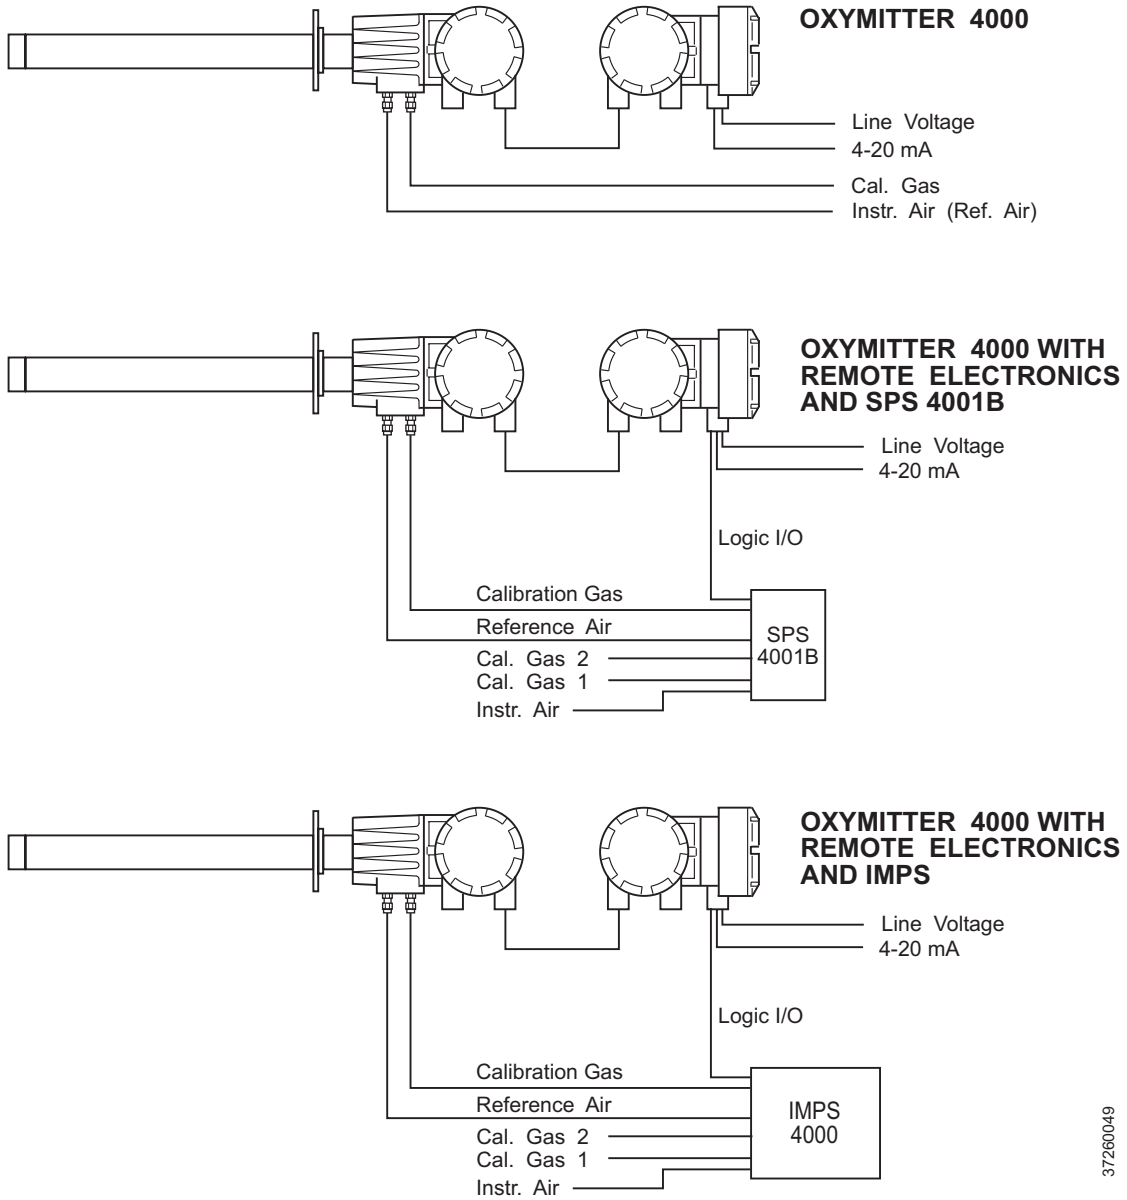 OXYMITTER 4000
Line Voltage
4-20 mA
Cal. Gas
Instr. Air (Ref. Air)
OXYMITTER 4000 WITH
REMOTE ELECTRONICS
AND SPS 4001B
Line Voltage
4-20 mA
Logic I/O
Calibration Gas
Reference Air
Cal. Gas 2
Cal. Gas 1
Instr. Air
SPS
4001B
OXYMITTER 4000 WITH
REMOTE ELECTRONICS
AND IMPS
Line Voltage
4-20 mA
Logic I/O
Calibration Gas
Reference Air
Cal. Gas 2
Cal. Gas 1
Instr. Air
IMPS
4000
37260049